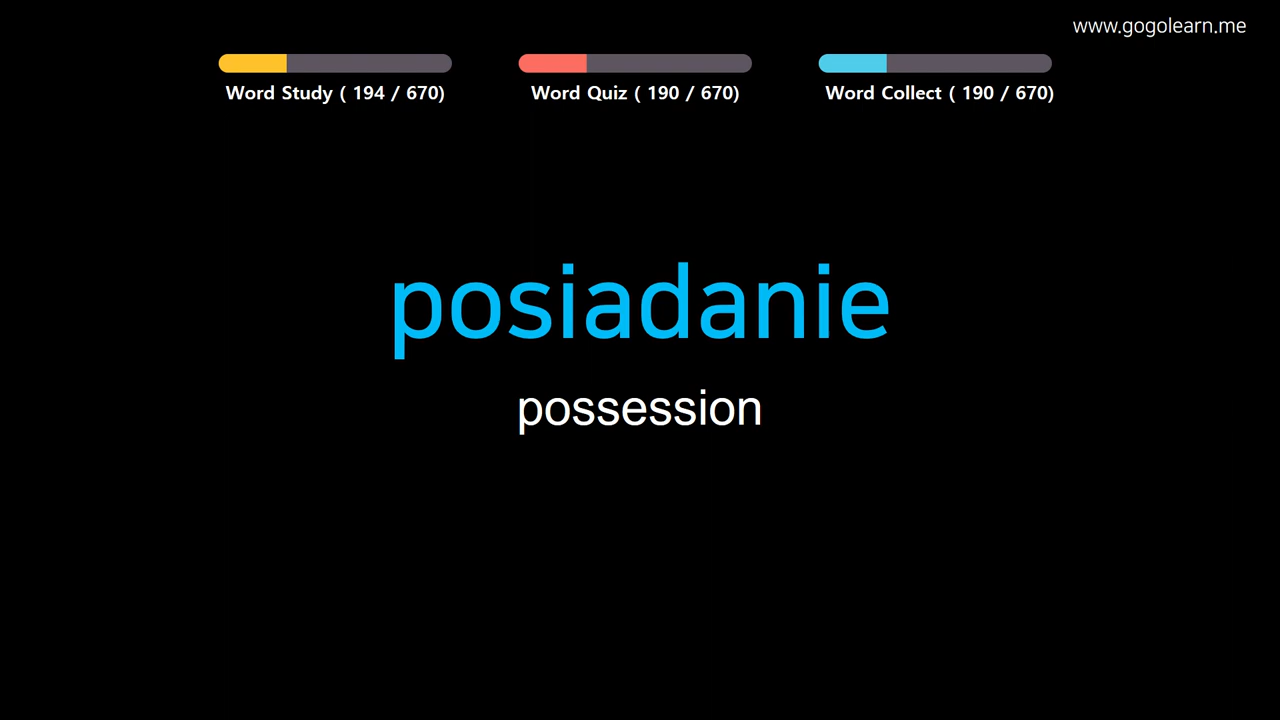 www.gogolearn.me
Word Study ( 194 / 670)
Word Quiz ( 190 / 670)
Word Collect ( 190 / 670)
posiadanie
possession